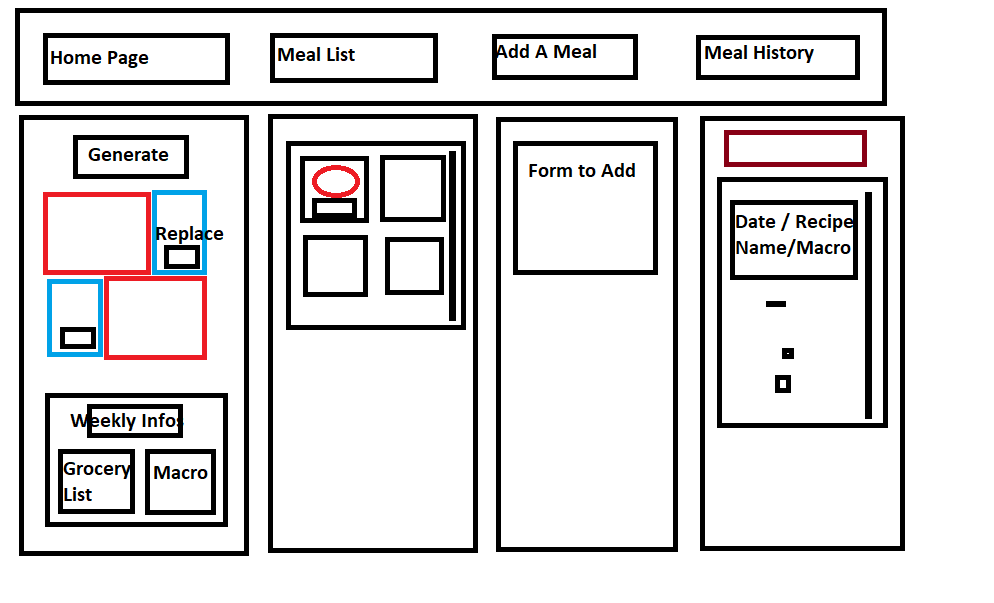 Home Page
Meal List
Add A Meal
Meal History
Generate
Replace
Weekly Infos
Grocery
List
Macro
Form to Add
Date / Recipe
Name/Macro